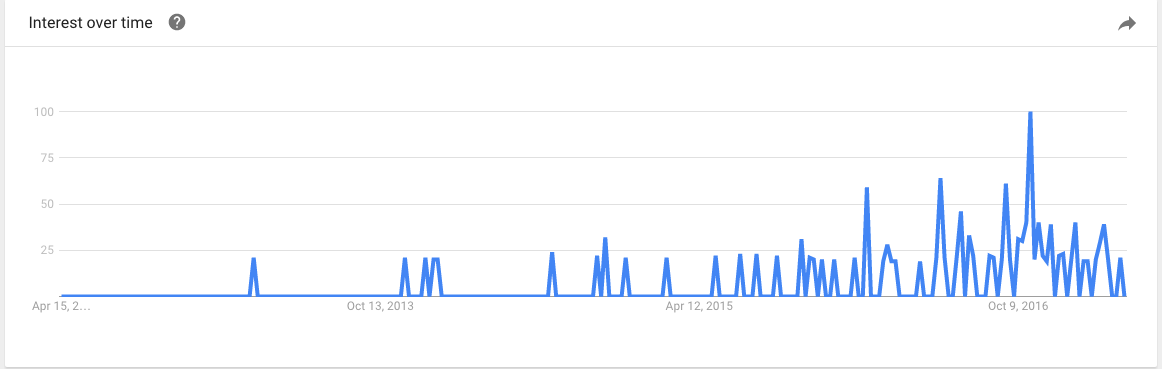 Interest over time ?
100
75
50
25
Apr 15, 2…
Oct 13, 2013
Apr 12, 2015
Oct 9, 2016